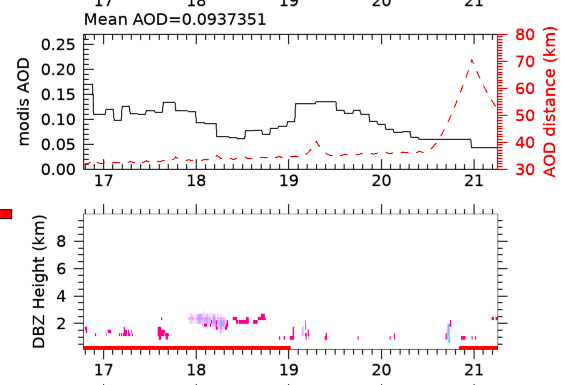 17 18 19 20 21
Mean AOD=0.0937351
modis AOD
0.25
0.20
0.15
0.10
0.05
0.00
80
70
60
50
40
30
AOD distance (km)
17 18 19 20 21
DBZ Height (km)
8
6
4
2
17 18 19 20 21